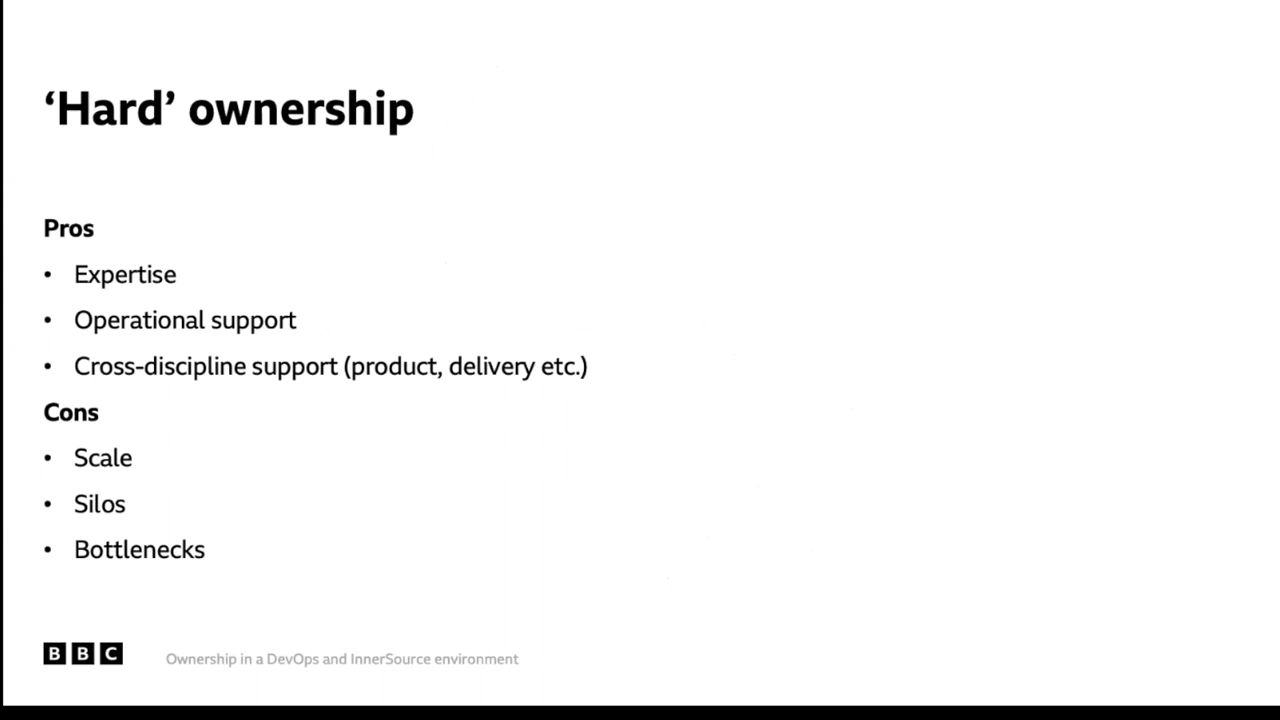 ‘Hard’ ownership
Pros
• Expertise
• Operational support
• Cross-discipline support (product, delivery etc.)
Cons
• Scale
• Silos
• Bottlenecks
BBC
Ownership in a DevOps and InnerSource environment